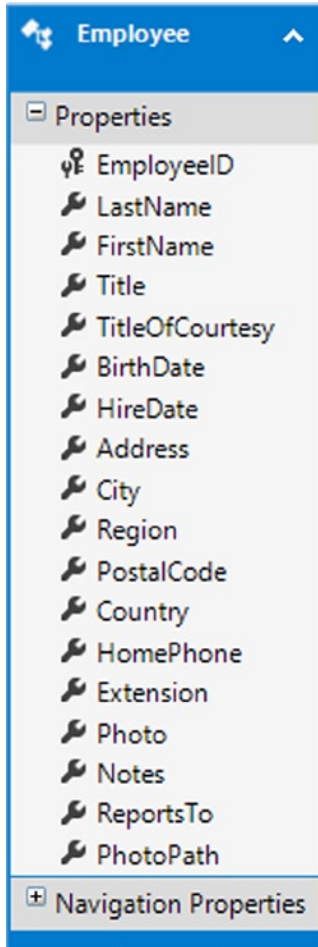 Employee
Properties
EmployeeID
LastName
FirstName
Title
TitleOfCourtesy
BirthDate
HireDate
Address
City
Region
PostalCode
Country
HomePhone
Extension
Photo
Notes
ReportsTo
PhotoPath
Navigation Properties